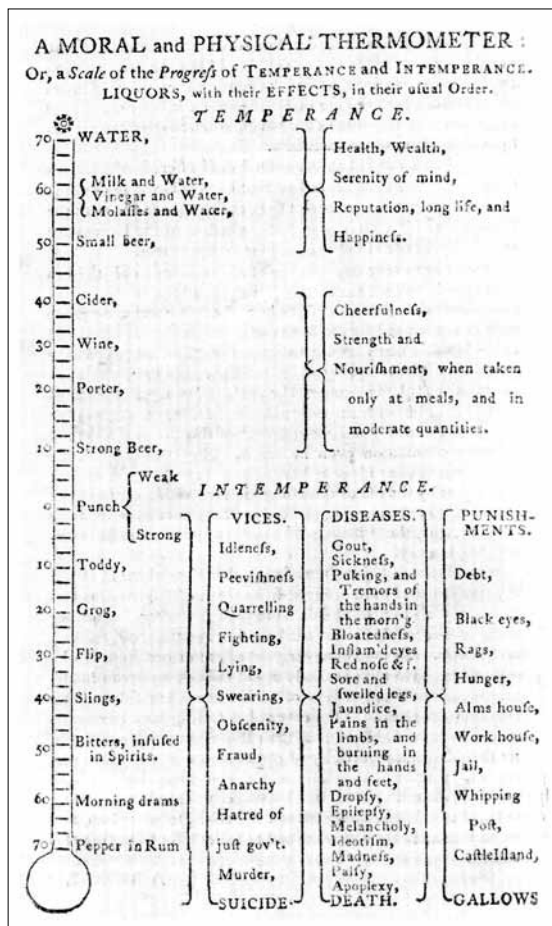 A MORAL and PHYSICAL THERMOMETER:
Or, a Scale of the Progreſs of TEMPERANCE and INTEMPERANCE.
LIQUORS, with their EFFECTS, in their uſual Order.
TEMPERANCE.
70 WATER,
60 Milk and Water,
Vinegar and Water,
Molaſſes and Water,
50 Small Beer,
Health, Wealth,
Serenity of mind,
Reputation, long life, and
Happineſs.
40 Cider,
30 Wine,
20 Porter,
10 Strong Beer,
Cheerfulneſs,
Strength and
Nouriſhment, when taken
only at meals, and in
moderate quantities.
INTEMPERANCE.
Weak
0 Punch
Strong
10 Toddy,
20 Grog,
30 Flip,
40 Slings,
50 Bitters, infuſed
in Spirits.
60 Morning drams
70 Pepper in Rum
VICES.
Idleneſs,
Peeviſhneſs
Quarrelling
Fighting,
Lying,
Swearing,
Obſcenity,
Fraud,
Anarchy
Hatred of
juſt gov't.
Murder,
SUICIDE.
DISEASES.
Gout,
Sickneſs,
Puking, and
Tremors of
the hands in
the morn'g
Bloatedneſs,
Inflam'd eyes
Red noſe & f.
Sore and
ſwelled legs,
Jaundice,
Pains in the
limbs, and
burning in
the hands
and feet,
Dropſy,
Epilepſy,
Melancholy,
Ideotiſm,
Madneſs,
Palſy,
Apoplexy,
DEATH.
PUNISH-
MENTS.
Debt,
Black eyes,
Rags,
Hunger,
Alms houſe,
Work houſe,
Jail,
Whipping
Poſt,
Caſtle Iſland,
GALLOWS